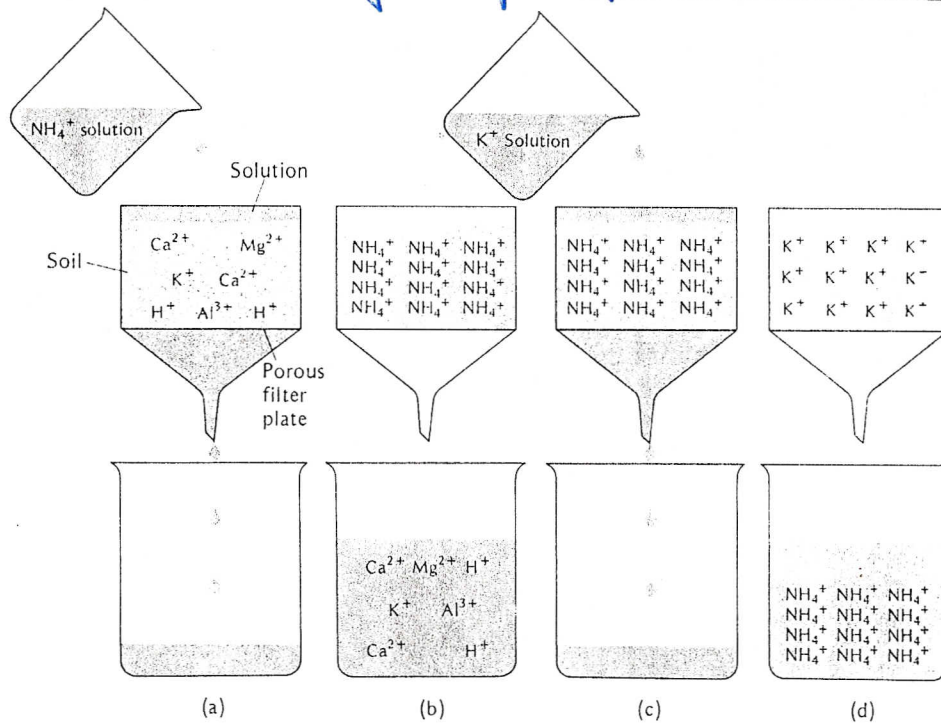 NH₄⁺ solution
K⁺ Solution
Solution
Soil
Ca²⁺ Mg²⁺
K⁺ Ca²⁺
H⁺ Al³⁺ H⁺
Porous
filter
plate
NH₄⁺ NH₄⁺ NH₄⁺
NH₄⁺ NH₄⁺ NH₄⁺
NH₄⁺ NH₄⁺ NH₄⁺
NH₄⁺ NH₄⁺ NH₄⁺
NH₄⁺ NH₄⁺ NH₄⁺
NH₄⁺ NH₄⁺ NH₄⁺
NH₄⁺ NH₄⁺ NH₄⁺
NH₄⁺ NH₄⁺ NH₄⁺
K⁺ K⁺ K⁺ K⁺
K⁺ K⁺ K⁺ K⁻
K⁺ K⁺ K⁺ K⁺
Ca²⁺ Mg²⁺ H⁺
K⁺ Al³⁺
Ca²⁺ H⁺
NH₄⁺ NH₄⁺ NH₄⁺
NH₄⁺ NH₄⁺ NH₄⁺
NH₄⁺ NH₄⁺ NH₄⁺
NH₄⁺ NH₄⁺ NH₄⁺
(a) (b) (c) (d)